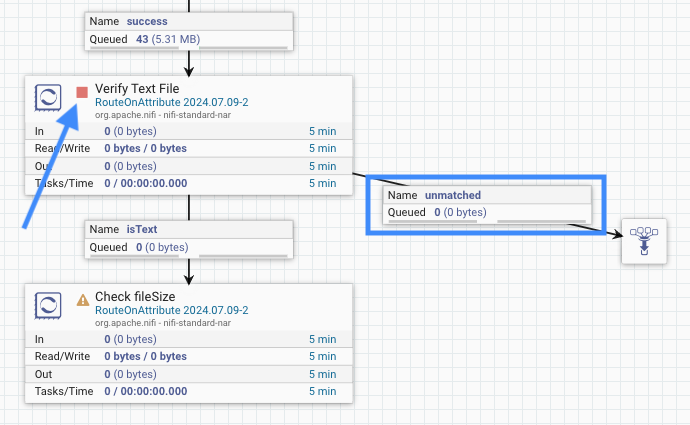 Name success
Queued 43 (5.31 MB)
Verify Text File
RouteOnAttribute 2024.07.09-2
org.apache.nifi - nifi-standard-nar
In 0 (0 bytes) 5 min
Read/Write 0 bytes / 0 bytes 5 min
Out 0 (0 bytes) 5 min
Tasks/Time 0 / 00:00:00.000 5 min
Name unmatched
Queued 0 (0 bytes)
Name isText
Queued 0 (0 bytes)
Check fileSize
RouteOnAttribute 2024.07.09-2
org.apache.nifi - nifi-standard-nar
In 0 (0 bytes) 5 min
Read/Write 0 bytes / 0 bytes 5 min
Out 0 (0 bytes) 5 min
Tasks/Time 0 / 00:00:00.000 5 min